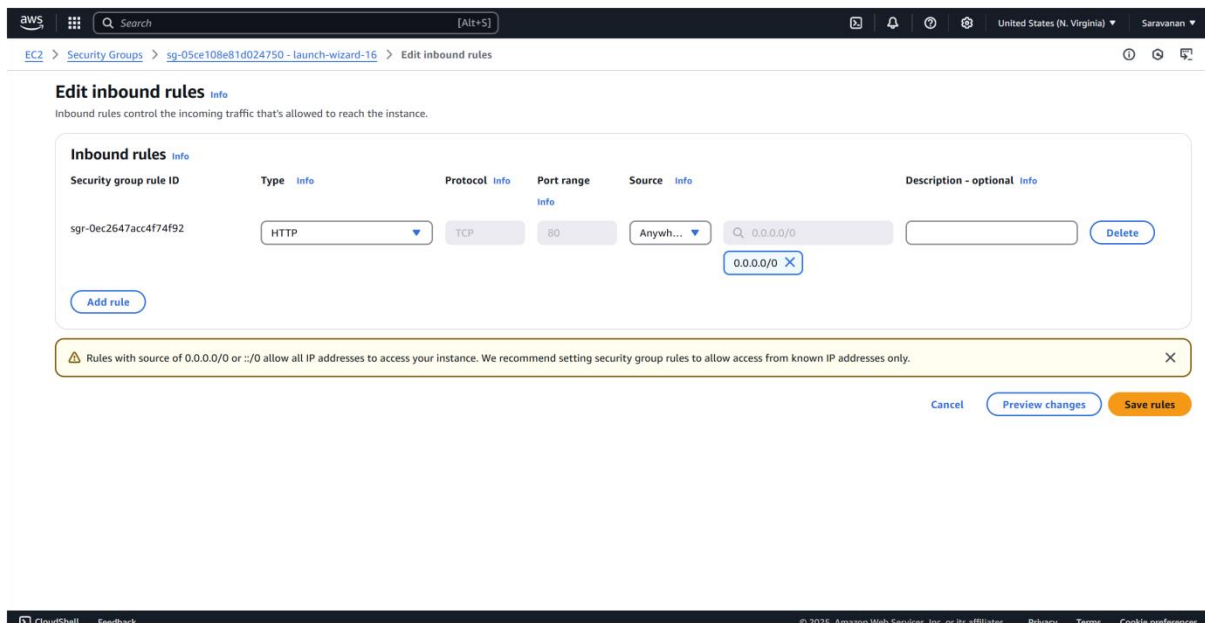 aws Search [Alt+S] United States (N. Virginia) Saravanan
EC2 > Security Groups > sg-05ce108e81d024750 - launch-wizard-16 > Edit inbound rules
Edit inbound rules Info
Inbound rules control the incoming traffic that's allowed to reach the instance.
Inbound rules Info
Security group rule ID Type Info Protocol Info Port range Source Info Description - optional Info
Info
sgr-0ec2647acc4f74f92 HTTP TCP 80 Anywh... 0.0.0.0/0 Delete
0.0.0.0/0
Add rule
Rules with source of 0.0.0.0/0 or ::/0 allow all IP addresses to access your instance. We recommend setting security group rules to allow access from known IP addresses only.
Cancel Preview changes Save rules
CloudShell Feedback © 2025, Amazon Web Services, Inc. or its affiliates. Privacy Terms Cookie preferences